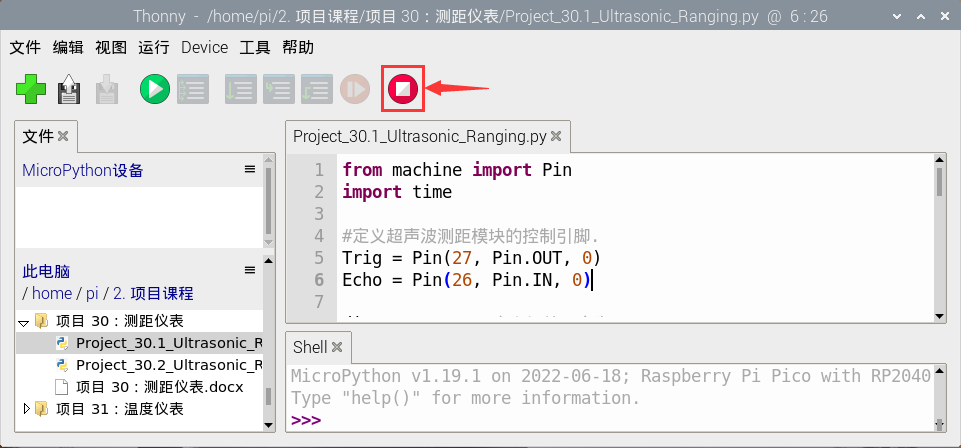 Thonny - /home/pi/2. 项目课程/项目 30：测距仪表/Project_30.1_Ultrasonic_Ranging.py @ 6 : 26
文件 编辑 视图 运行 Device 工具 帮助
文件
MicroPython设备
此电脑
/ home / pi / 2. 项目课程
项目 30：测距仪表
Project_30.1_Ultrasonic_R
Project_30.2_Ultrasonic_R
项目 30：测距仪表.docx
项目 31：温度仪表
Project_30.1_Ultrasonic_Ranging.py
1 from machine import Pin
2 import time
3
4 #定义超声波测距模块的控制引脚.
5 Trig = Pin(27, Pin.OUT, 0)
6 Echo = Pin(26, Pin.IN, 0)
7
Shell
MicroPython v1.19.1 on 2022-06-18; Raspberry Pi Pico with RP2040
Type "help()" for more information.
>>>